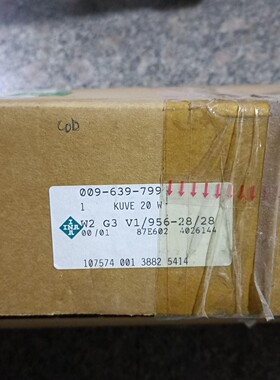 COD
009-639-799
1 KUVE 20 W
W2 G3 V1/956-28/28
00/01 87E602 4026144
INA
107574 001 3882 5414